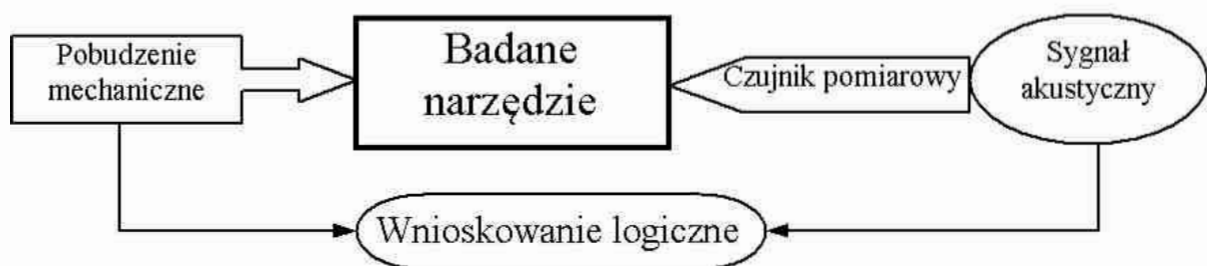 Pobudzenie
mechaniczne
Badane
narzędzie
Czujnik pomiarowy
Sygnał
akustyczny
Wnioskowanie logiczne